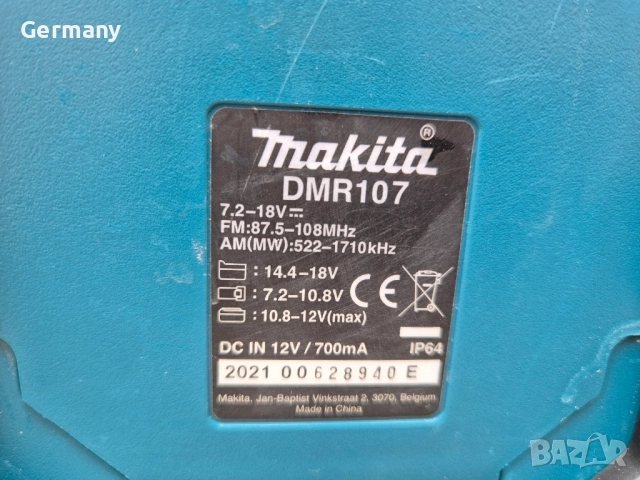 Germany
makita®
DMR107
7.2-18V⎓
FM:87.5-108MHz
AM(MW):522-1710kHz
: 14.4-18V
: 7.2-10.8V CE
: 10.8-12V(max)
DC IN 12V / 700mA IP64
2021 00628940 E
Makita, Jan-Baptist Vinkstraat 2, 3070, Belgium
Made in China
BAZAR